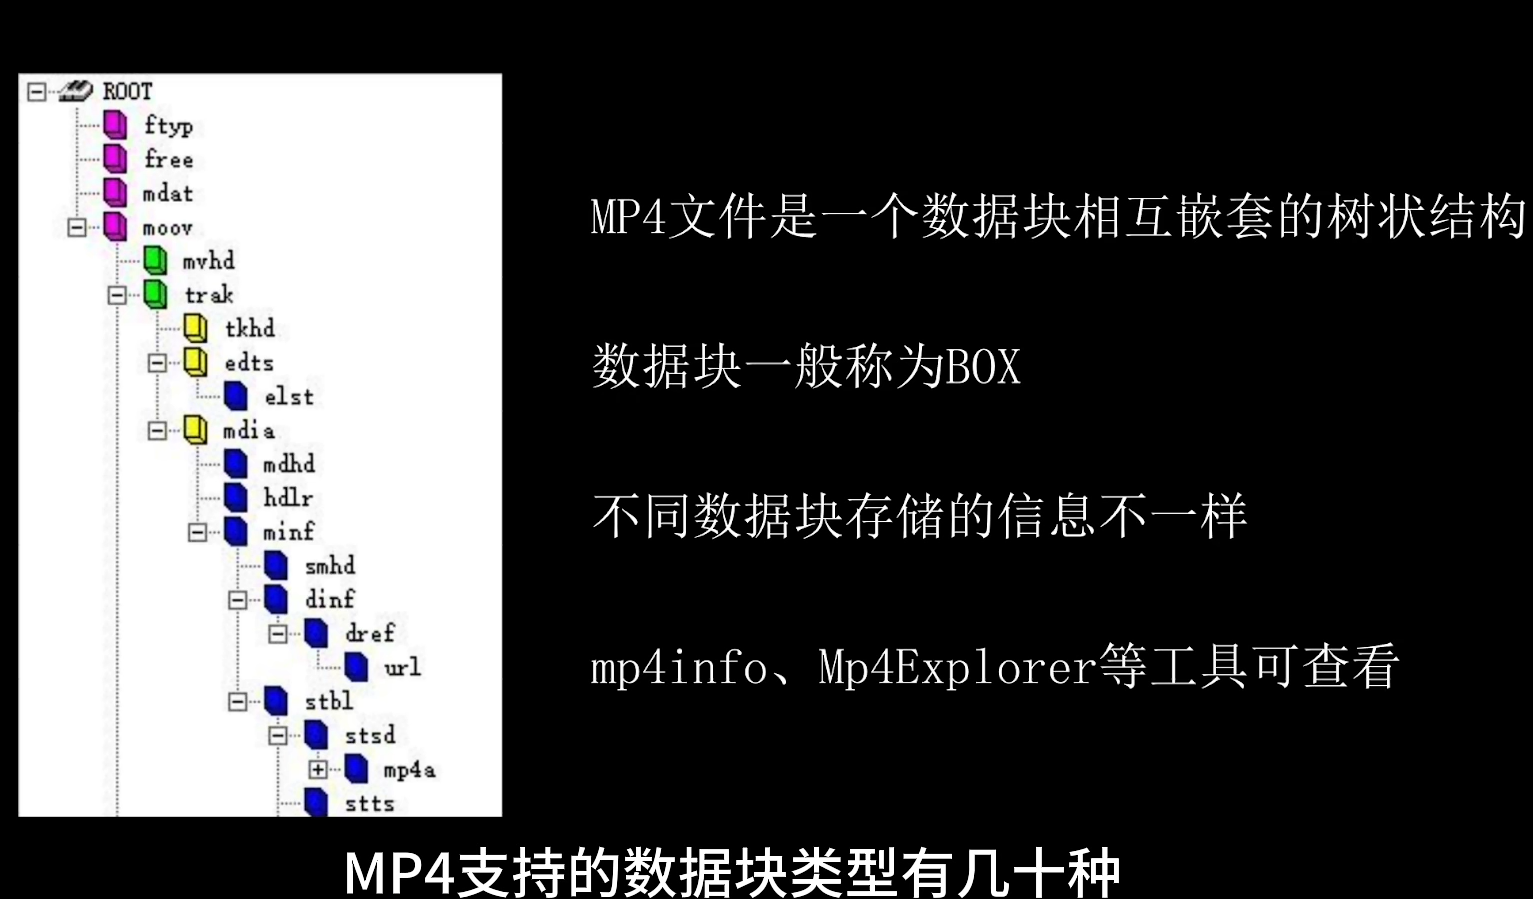 ROOT
ftyp
free
mdat
moov
mvhd
trak
tkhd
edts
elst
mdia
mdhd
hdlr
minf
smhd
dinf
dref
url
stbl
stsd
mp4a
stts
MP4文件是一个数据块相互嵌套的树状结构
数据块一般称为BOX
不同数据块存储的信息不一样
mp4info、Mp4Explorer等工具可查看
MP4支持的数据块类型有几十种